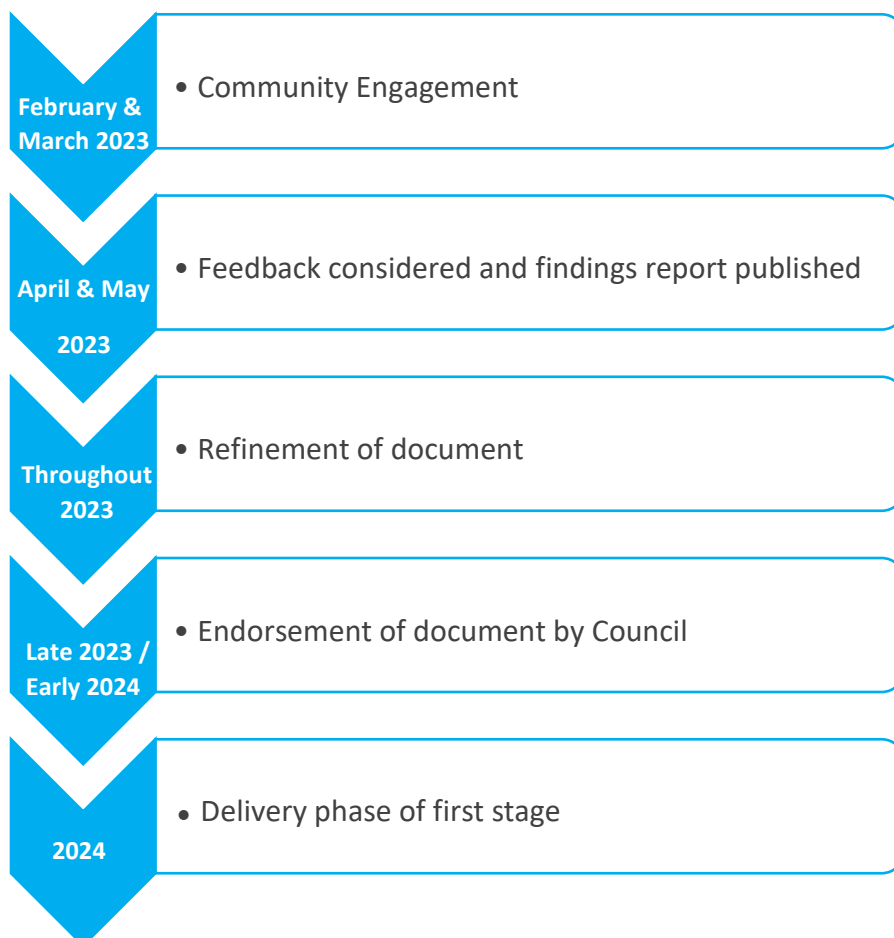 February &
March 2023
• Community Engagement
April & May
2023
• Feedback considered and findings report published
Throughout
2023
• Refinement of document
Late 2023 /
Early 2024
• Endorsement of document by Council
2024
• Delivery phase of first stage